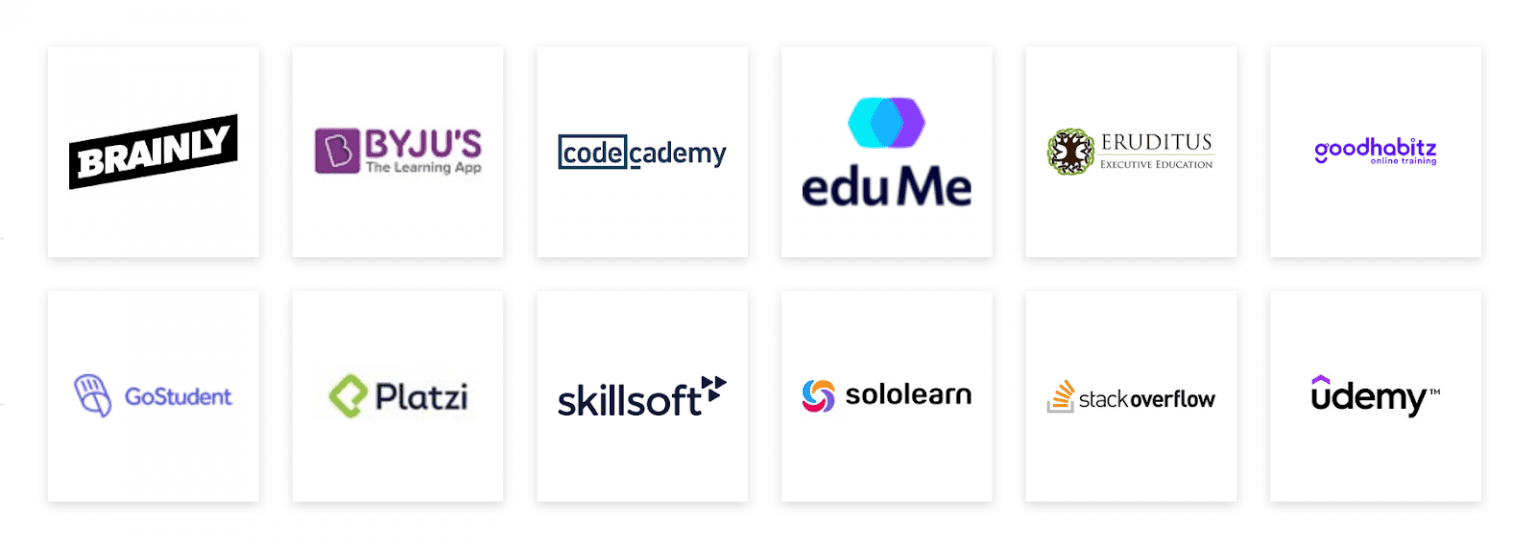 BRAINLY
BYJU'S
The Learning App
codecademy
eduMe
ERUDITUS
EXECUTIVE EDUCATION
goodhabitz
online training
GoStudent
Platzi
skillsoft
sololearn
stackoverflow
udemy™